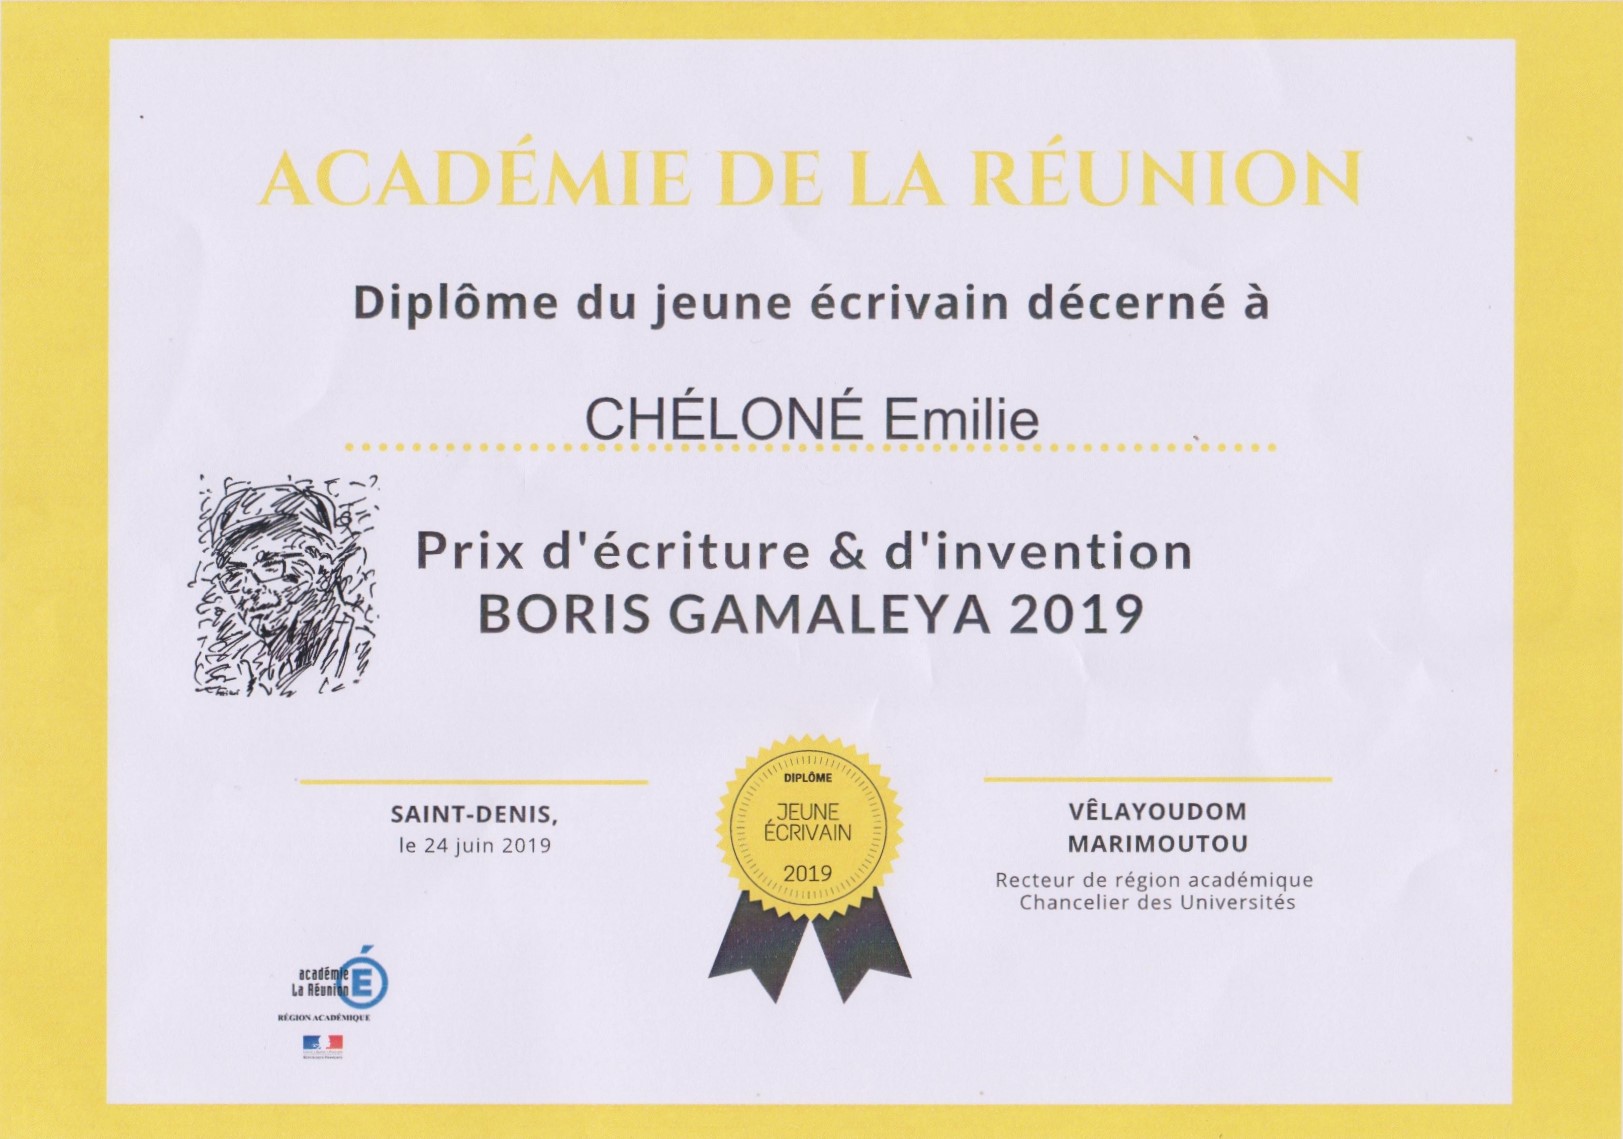 ACADÉMIE DE LA RÉUNION
Diplôme du jeune écrivain décerné à
CHÉLONÉ Emilie
Prix d'écriture & d'invention
BORIS GAMALEYA 2019
SAINT-DENIS,
le 24 juin 2019
DIPLÔME
JEUNE
ÉCRIVAIN
2019
VÊLAYOUDOM
MARIMOUTOU
Recteur de région académique
Chancelier des Universités
académie
La Réunion
É
RÉGION ACADÉMIQUE